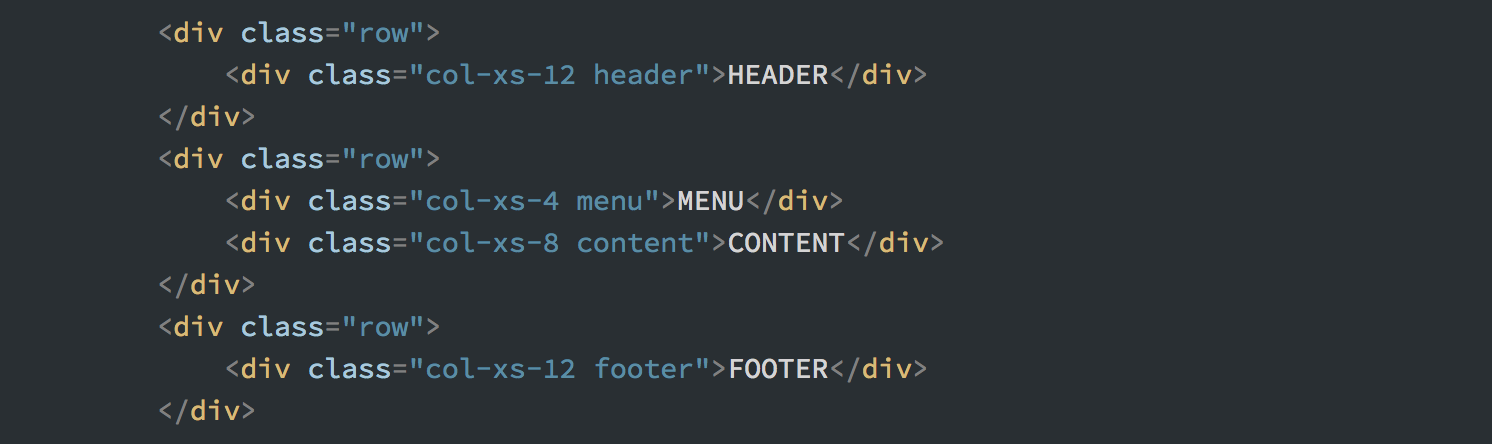 <div class="row">
    <div class="col-xs-12 header">HEADER</div>
</div>
<div class="row">
    <div class="col-xs-4 menu">MENU</div>
    <div class="col-xs-8 content">CONTENT</div>
</div>
<div class="row">
    <div class="col-xs-12 footer">FOOTER</div>
</div>